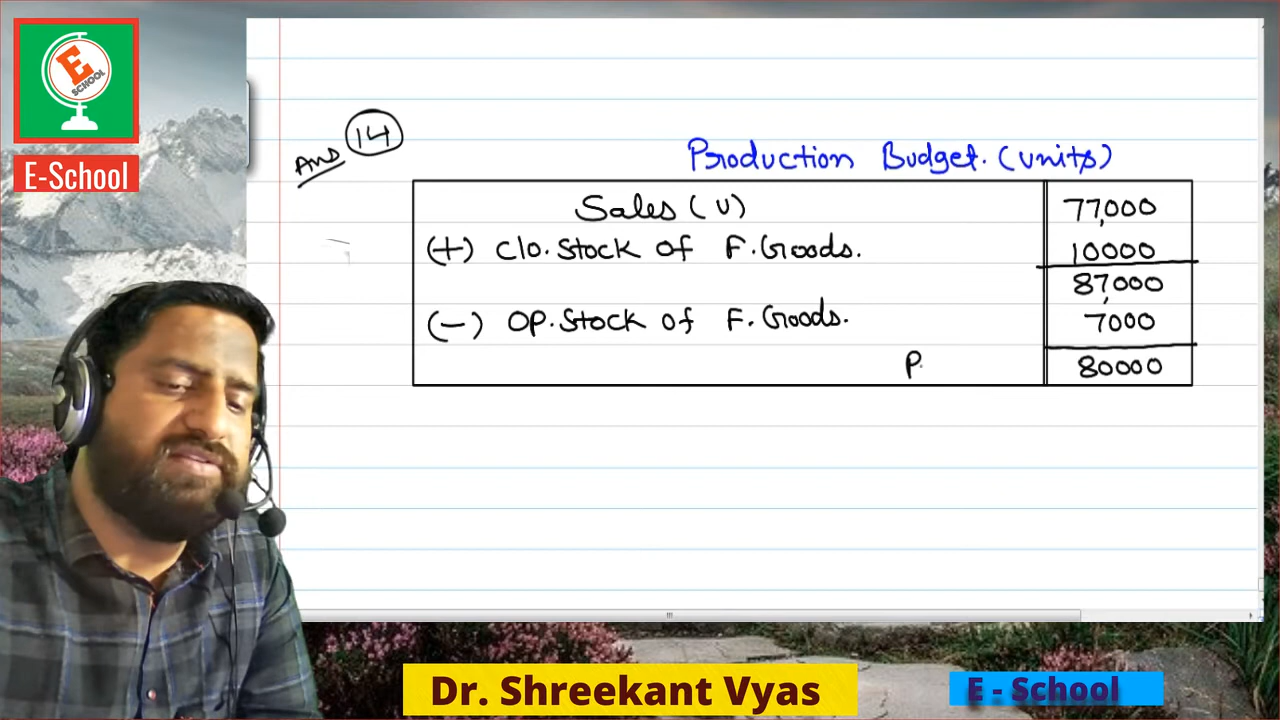 E
SCHOOL
E-School
Ans 14
Production Budget. (units)
Sales (U) 77,000
(+) Clo. Stock of F. Goods. 10000
87,000
(-) Op. Stock of F. Goods. 7000
P. 80000
Dr. Shreekant Vyas
E - School